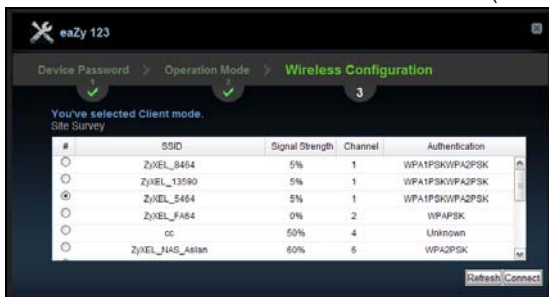 eaZy 123
Device Password > Operation Mode > Wireless Configuration
1 2 3
You've selected Client mode.
Site Survey
# SSID Signal Strength Channel Authentication
ZyXEL_8464 5% 1 WPA1PSKWPA2PSK
ZyXEL_13590 5% 1 WPA1PSKWPA2PSK
ZyXEL_5464 5% 1 WPA1PSKWPA2PSK
ZyXEL_FA64 0% 2 WPAPSK
cc 50% 4 Unknown
ZyXEL_NAS_Asian 60% 6 WPA2PSK
Refresh Connect